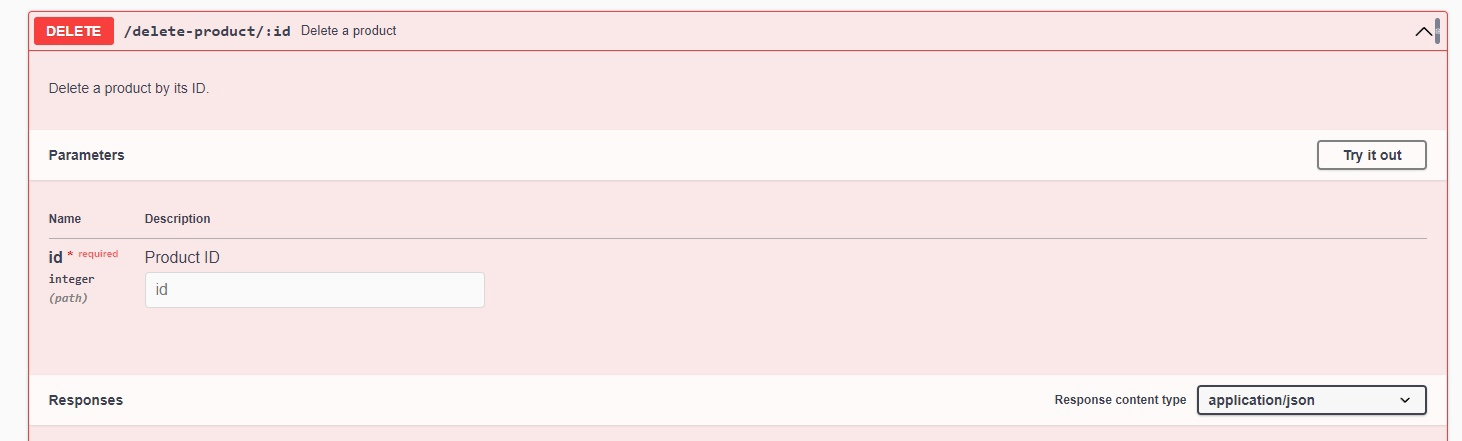 DELETE /delete-product/:id Delete a product
Delete a product by its ID.
Parameters Try it out
Name Description
id * required Product ID
integer id
(path)
Responses Response content type application/json